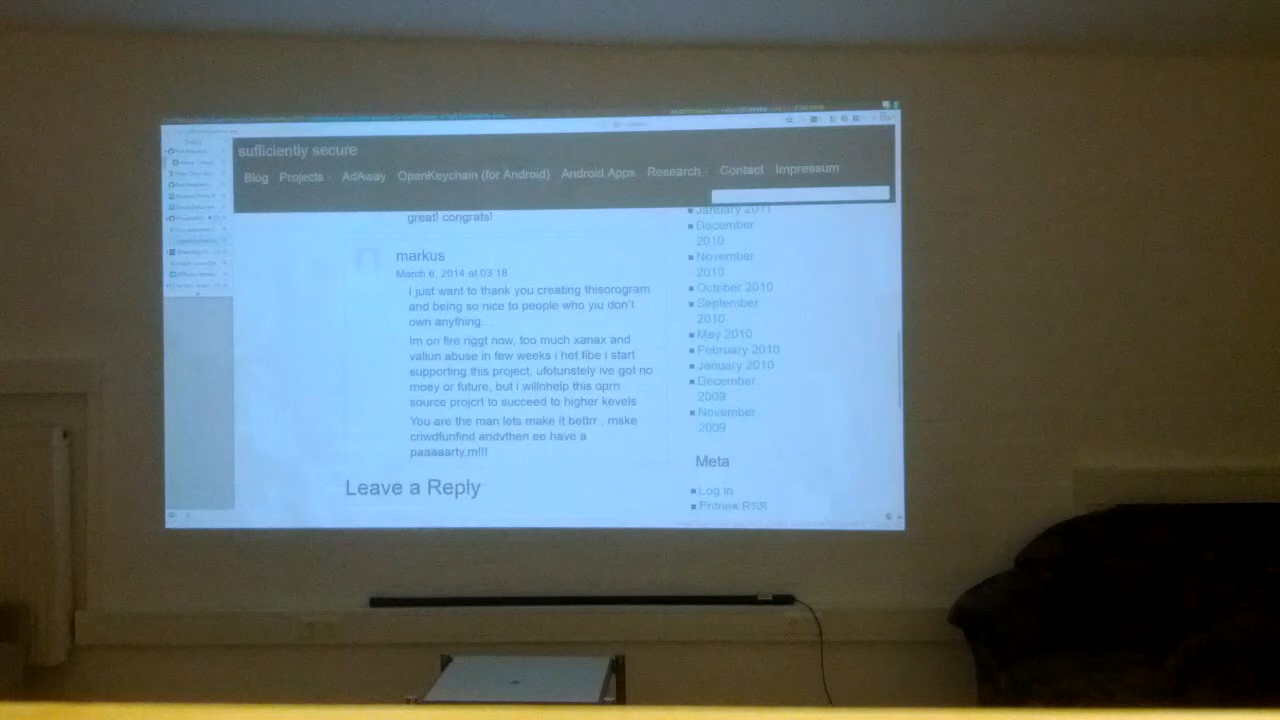 sufficiently secure
Blog Projects AdAway OpenKeychain (for Android) Android Apps Research Contact Impressum
great! congrats!
markus
March 6, 2014 at 03:18
I just want to thank you creating thisorogram
and being so nice to people who yiu don't
own anything...
Im on fire riggt now, too much xanax and
valiun abuse in few weeks i het fibe i start
supporting this project, ufotunstely ive got no
moey or future, but i willnhelp this oprn
source projcrt to succeed to higher kevels
You are the man lets make it bettrr , mske
criwdfunfind andvthen ee have a
paaaaarty,m!!!
Leave a Reply
January 2011
December
2010
November
2010
October 2010
September
2010
May 2010
February 2010
January 2010
December
2009
November
2009
Meta
Log in
Entries RSS